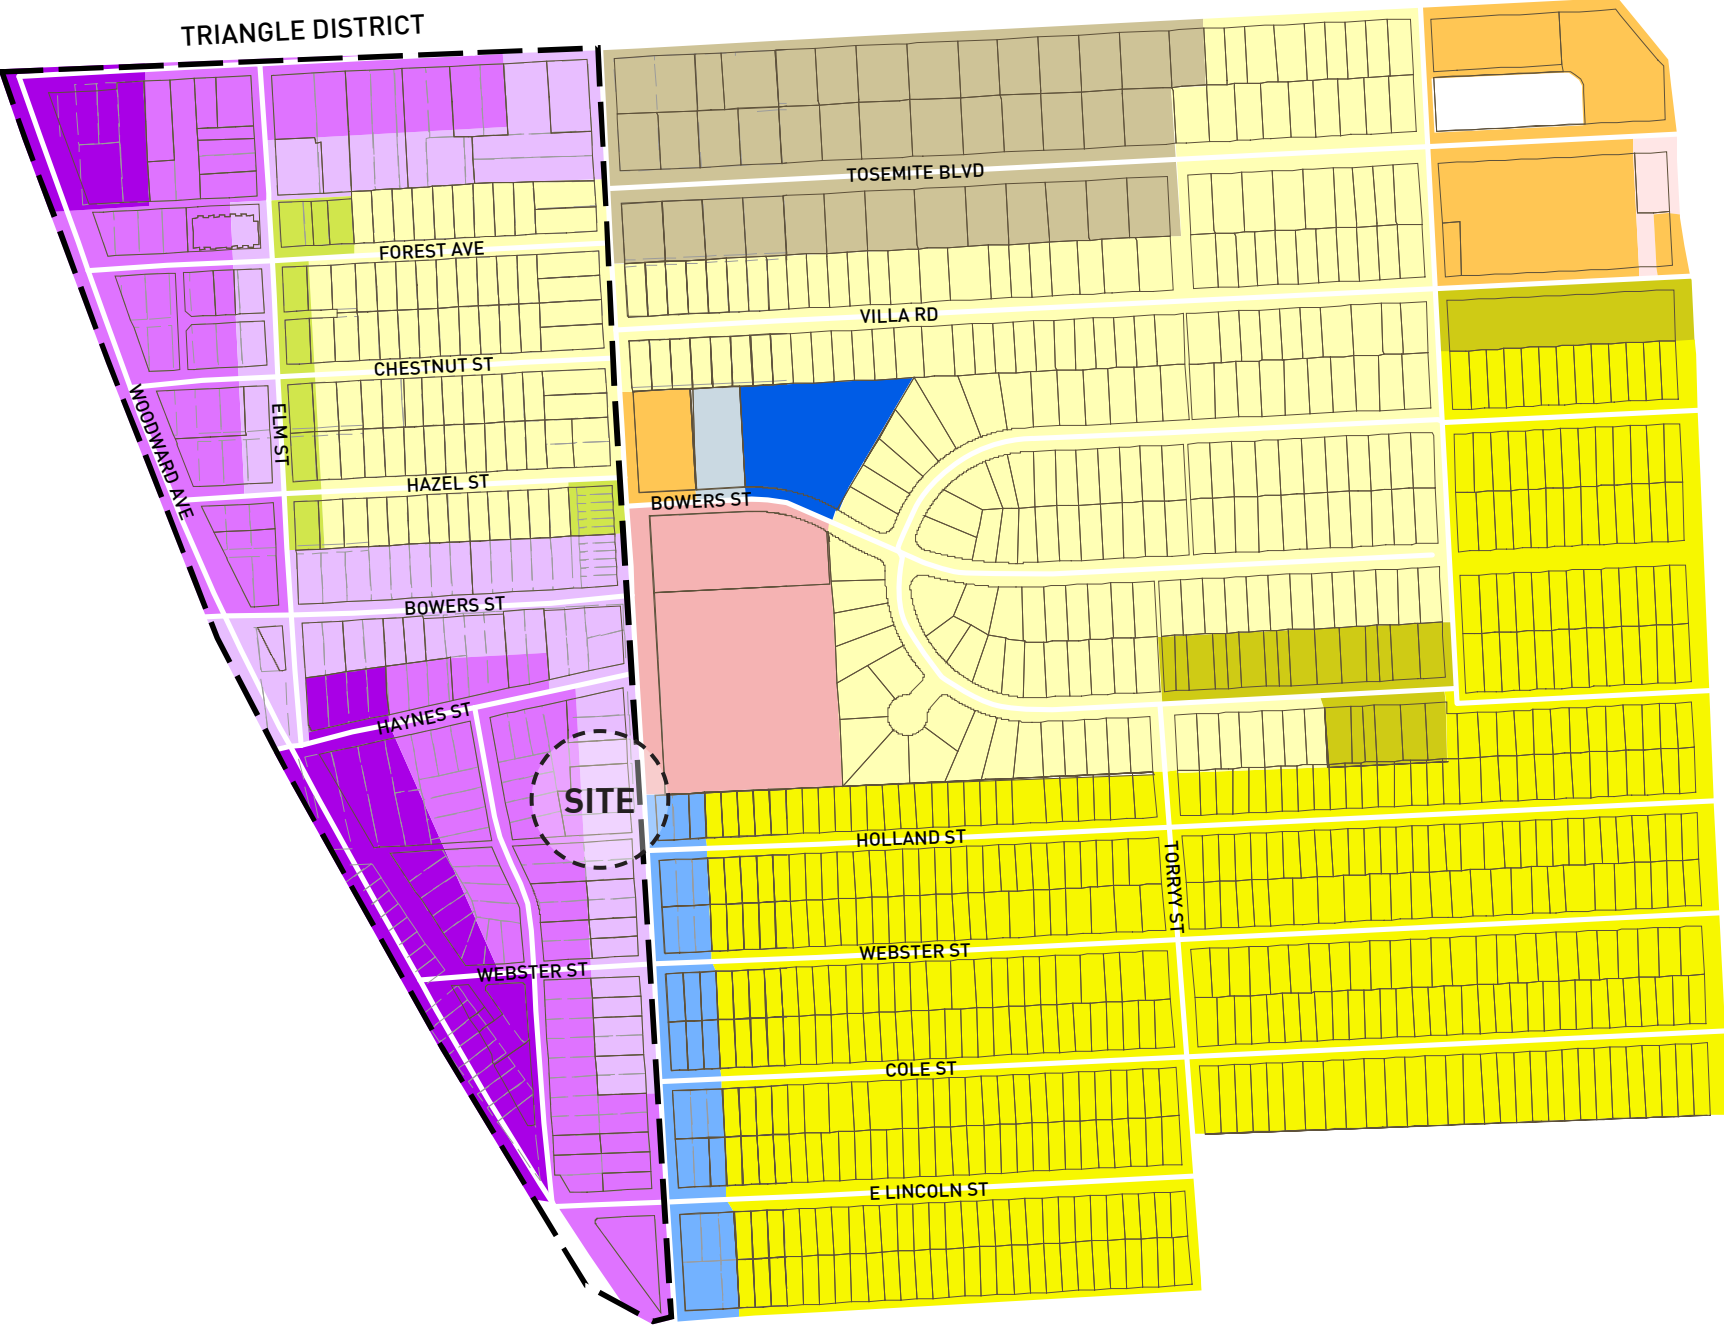 TRIANGLE DISTRICT
TOSEMITE BLVD
FOREST AVE
VILLA RD
CHESTNUT ST
WOODWARD AVE
ELM ST
HAZEL ST
BOWERS ST
BOWERS ST
HAYNES ST
SITE
HOLLAND ST
TORRYY ST
WEBSTER ST
WEBSTER ST
COLE ST
E LINCOLN ST